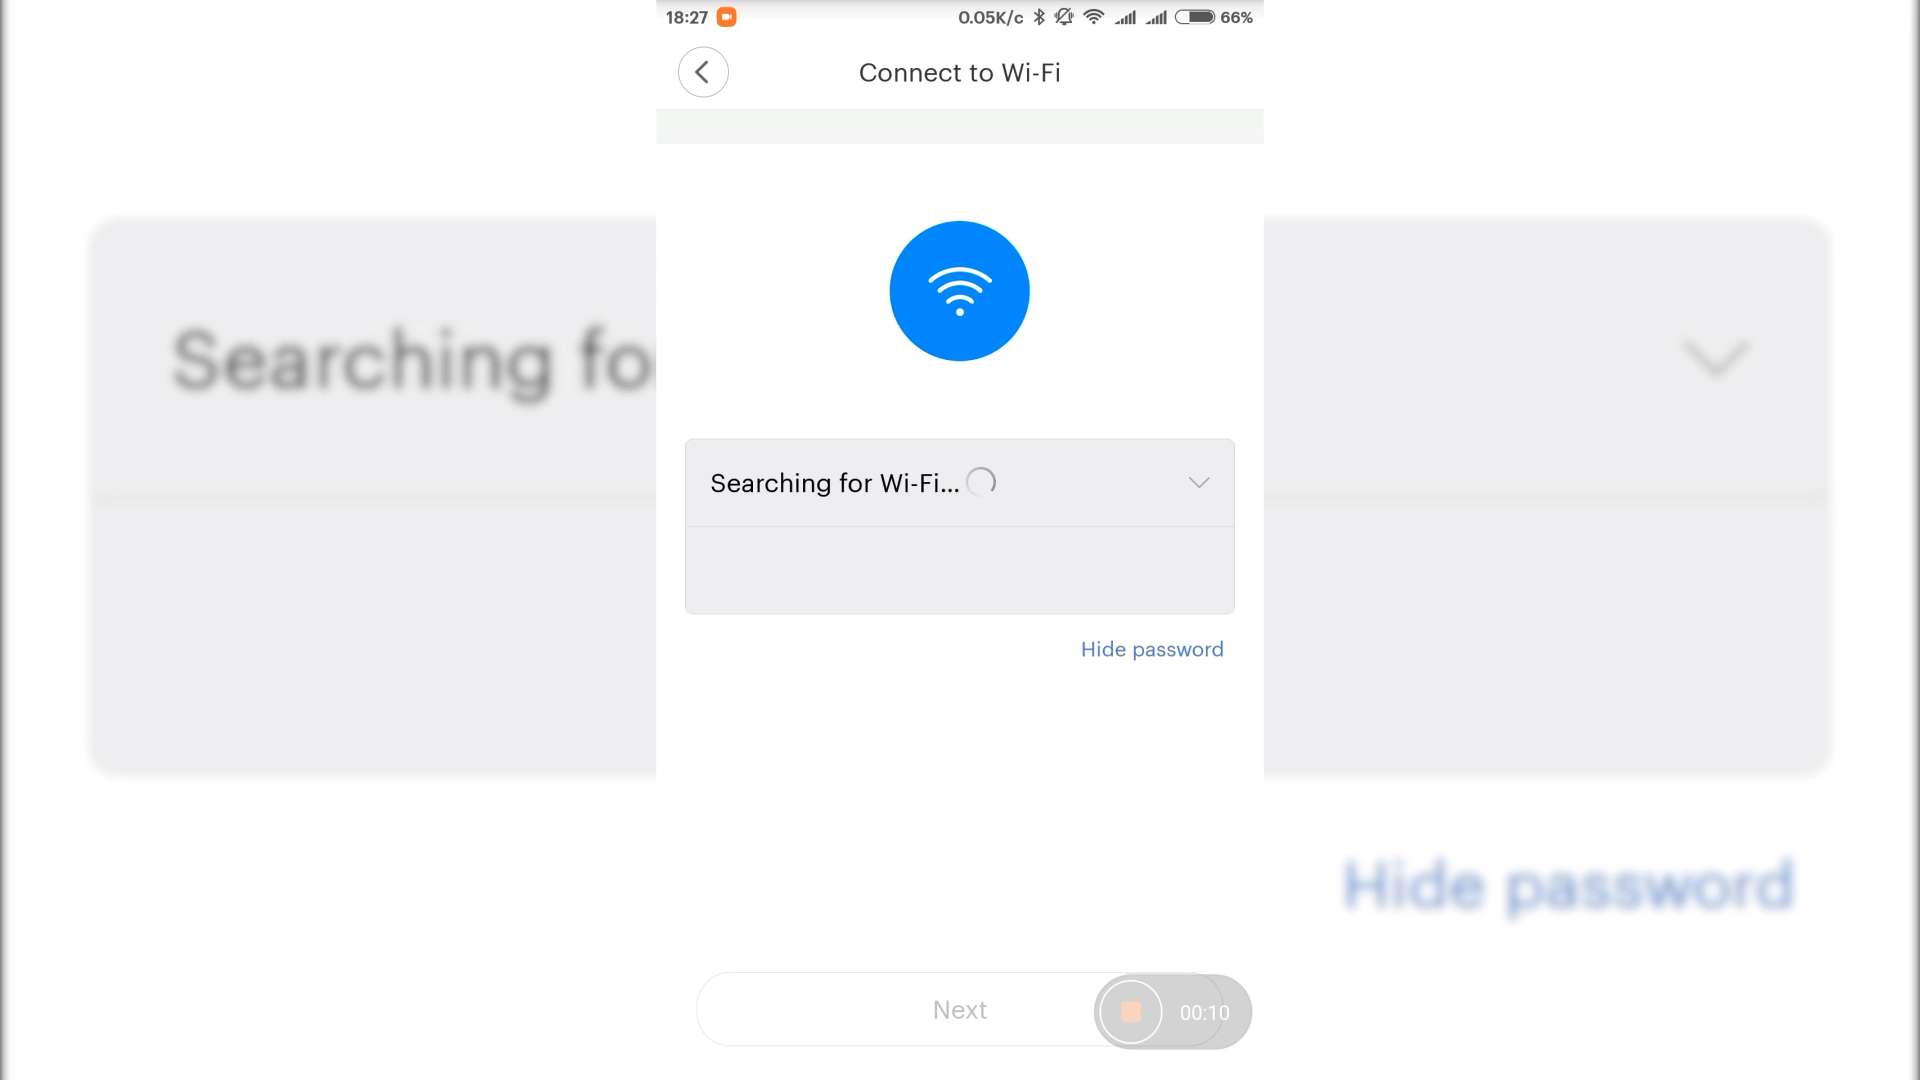 18:27 0.05K/c 66%
Connect to Wi-Fi
Searching fo
Searching for Wi-Fi...
Hide password
Hide password
Next
00:10